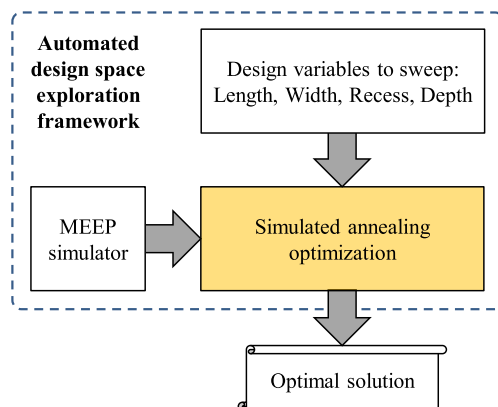 Automated
design space
exploration
framework
Design variables to sweep:
Length, Width, Recess, Depth
MEEP
simulator
Simulated annealing
optimization
Optimal solution